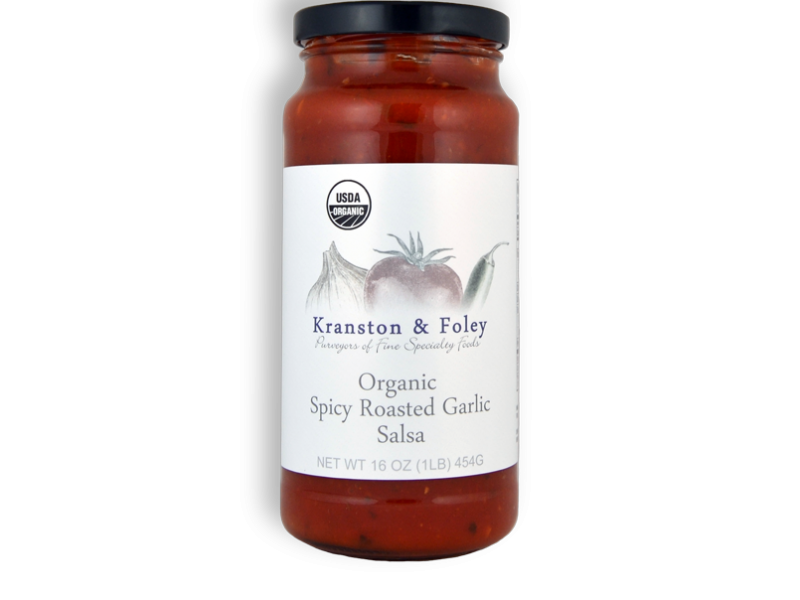 USDA
ORGANIC
Kranston & Foley
Purveyors of Fine Specialty Foods
Organic
Spicy Roasted Garlic
Salsa
NET WT 16 OZ (1LB) 454G